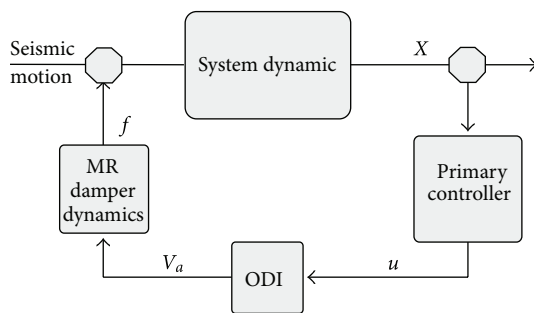 Seismic
motion
System dynamic
X
f
MR
damper
dynamics
Primary
controller
V_a
ODI
u